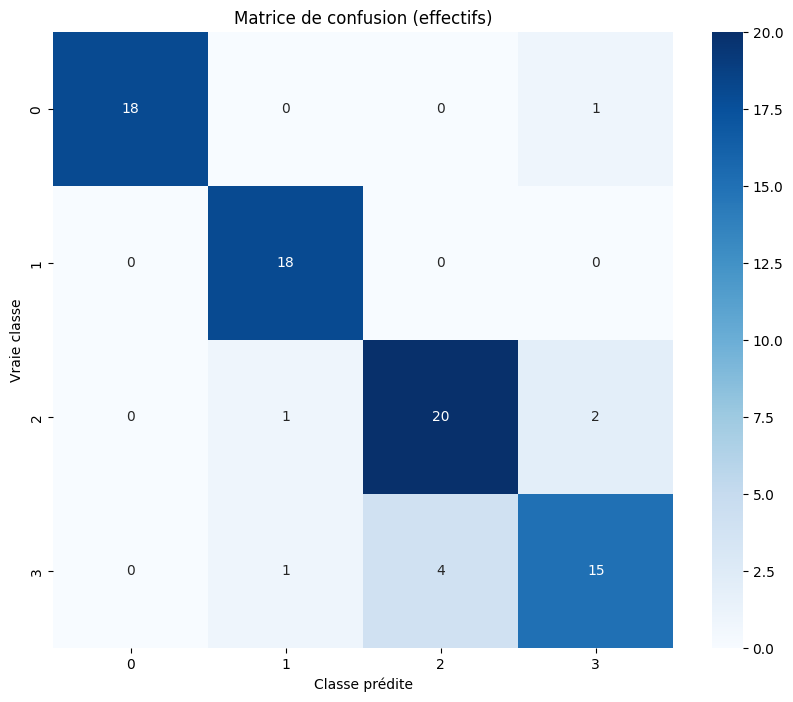 Matrice de confusion (effectifs)
0 18 0 0 1
1 0 18 0 0
2 0 1 20 2
3 0 1 4 15
0 1 2 3
Vraie classe
Classe prédite
20.0
17.5
15.0
12.5
10.0
7.5
5.0
2.5
0.0